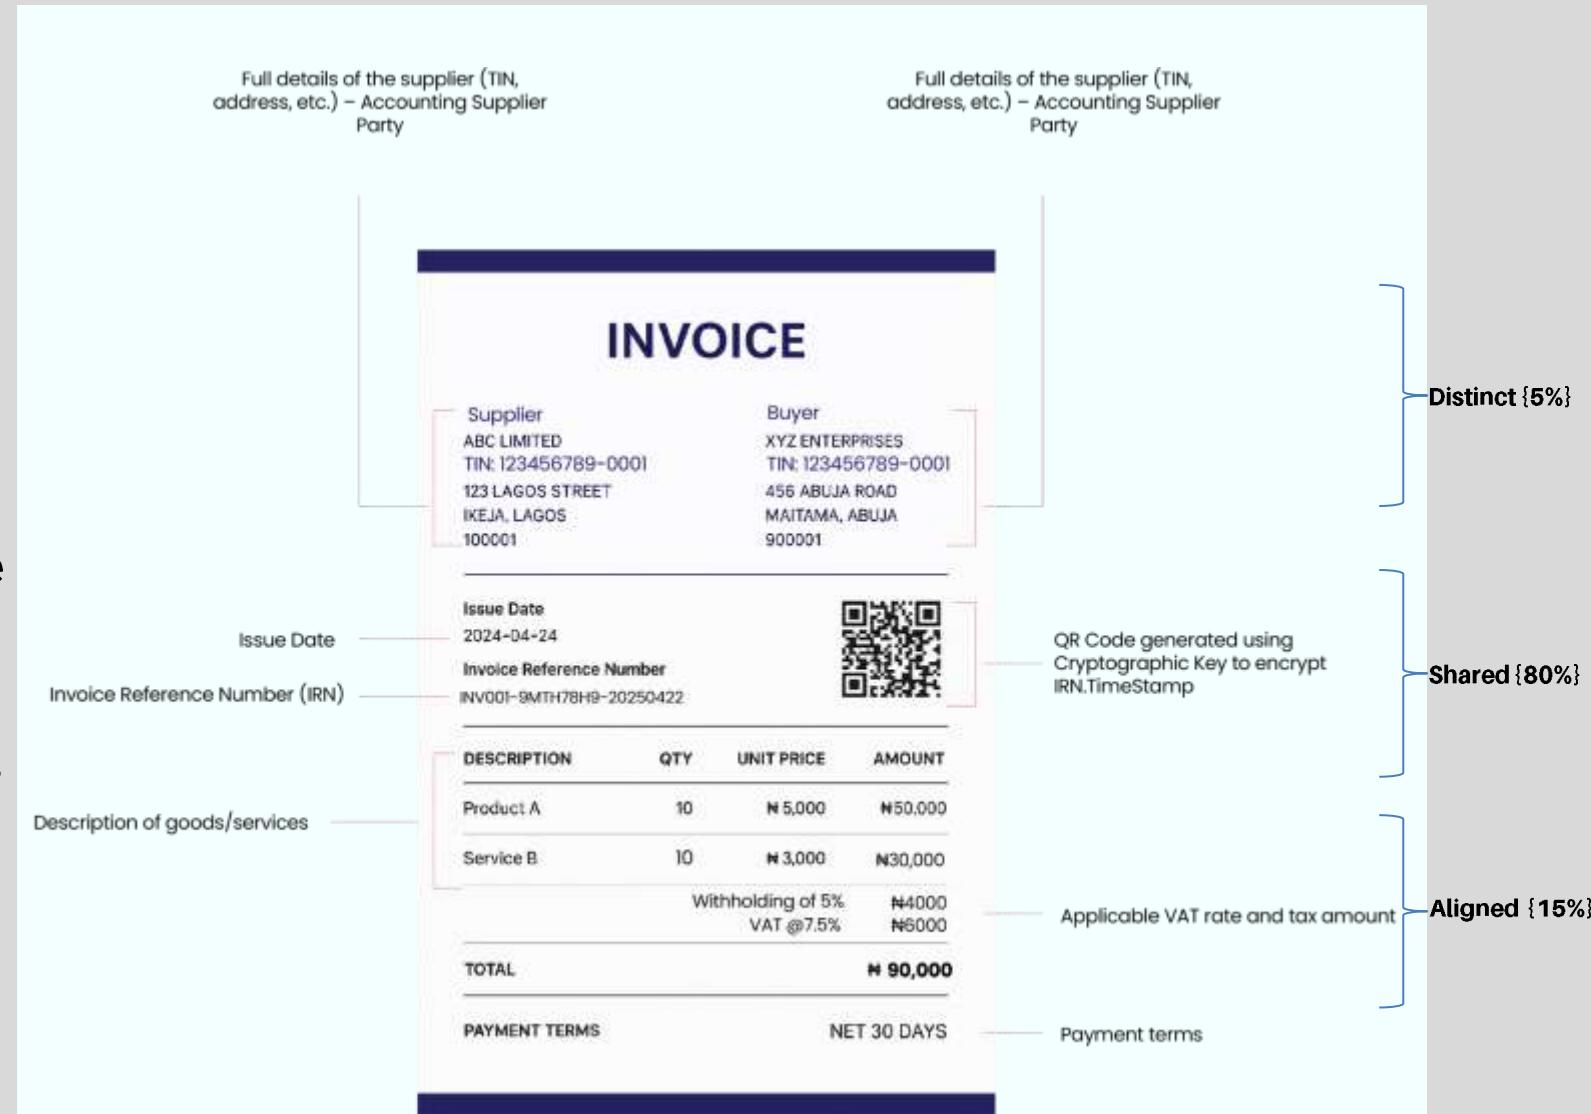 Full details of the supplier (TIN,
address, etc.) – Accounting Supplier
Party
Full details of the supplier (TIN,
address, etc.) – Accounting Supplier
Party
INVOICE
Supplier
ABC LIMITED
TIN: 123456789-0001
123 LAGOS STREET
IKEJA, LAGOS
100001
Buyer
XYZ ENTERPRISES
TIN: 123456789-0001
456 ABUJA ROAD
MAITAMA, ABUJA
900001
Distinct {5%}
Issue Date
Issue Date
2024-04-24
Invoice Reference Number (IRN)
Invoice Reference Number
INV001-9MTH78H9-20250422
QR Code generated using
Cryptographic Key to encrypt
IRN.TimeStamp
Shared {80%}
Description of goods/services
DESCRIPTION QTY UNIT PRICE AMOUNT
Product A 10 ₦ 5,000 ₦50,000
Service B 10 ₦ 3,000 ₦30,000
Withholding of 5% ₦4000
VAT @7.5% ₦6000
Applicable VAT rate and tax amount
Aligned {15%}
TOTAL ₦ 90,000
PAYMENT TERMS NET 30 DAYS
Payment terms